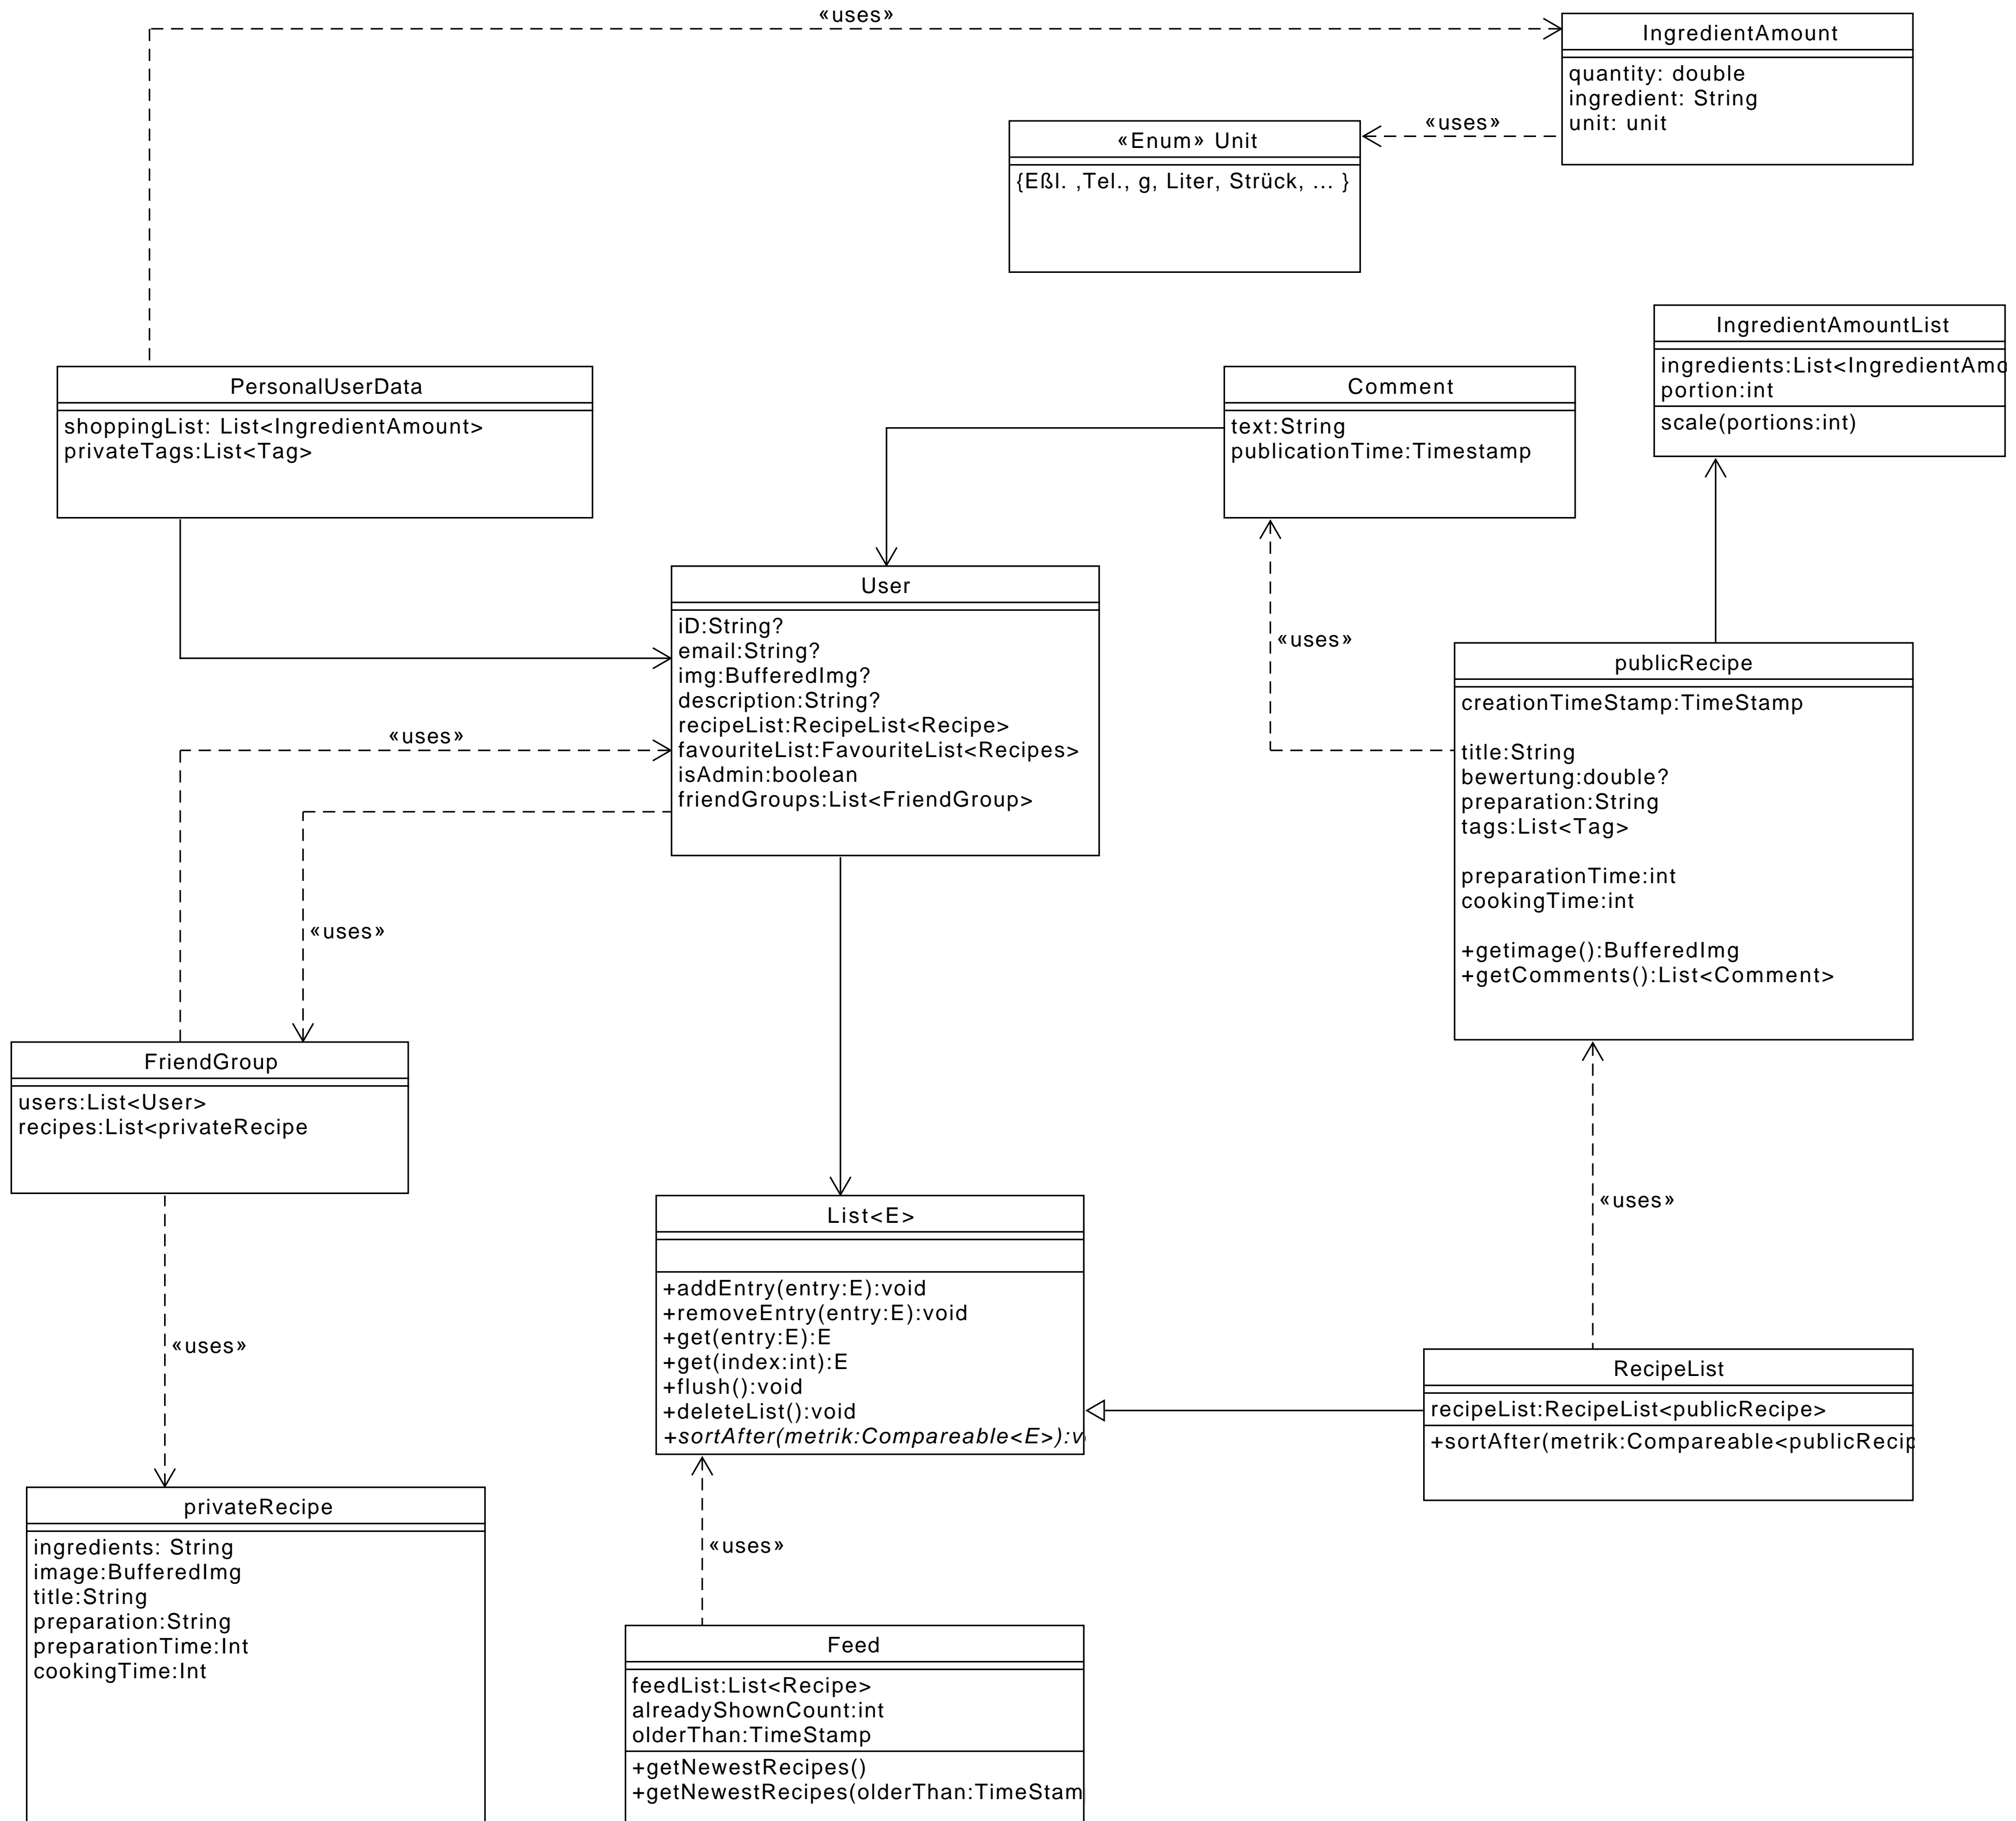 «uses»
IngredientAmount
quantity: double
ingredient: String
unit: unit
«uses»
«Enum» Unit
{Eßl. ,Tel., g, Liter, Strück, ... }
IngredientAmountList
ingredients:List<IngredientAmo
portion:int
scale(portions:int)
PersonalUserData
shoppingList: List<IngredientAmount>
privateTags:List<Tag>
Comment
text:String
publicationTime:Timestamp
User
iD:String?
email:String?
img:BufferedImg?
description:String?
recipeList:RecipeList<Recipe>
favouriteList:FavouriteList<Recipes>
isAdmin:boolean
friendGroups:List<FriendGroup>
«uses»
publicRecipe
creationTimeStamp:TimeStamp
title:String
bewertung:double?
preparation:String
tags:List<Tag>
preparationTime:int
cookingTime:int
+getimage():BufferedImg
+getComments():List<Comment>
«uses»
«uses»
FriendGroup
users:List<User>
recipes:List<privateRecipe
«uses»
List<E>
+addEntry(entry:E):void
+removeEntry(entry:E):void
+get(entry:E):E
+get(index:int):E
+flush():void
+deleteList():void
+sortAfter(metrik:Compareable<E>):v
«uses»
RecipeList
recipeList:RecipeList<publicRecipe>
+sortAfter(metrik:Compareable<publicRecip
privateRecipe
ingredients: String
image:BufferedImg
title:String
preparation:String
preparationTime:Int
cookingTime:Int
«uses»
Feed
feedList:List<Recipe>
alreadyShownCount:int
olderThan:TimeStamp
+getNewestRecipes()
+getNewestRecipes(olderThan:TimeStam